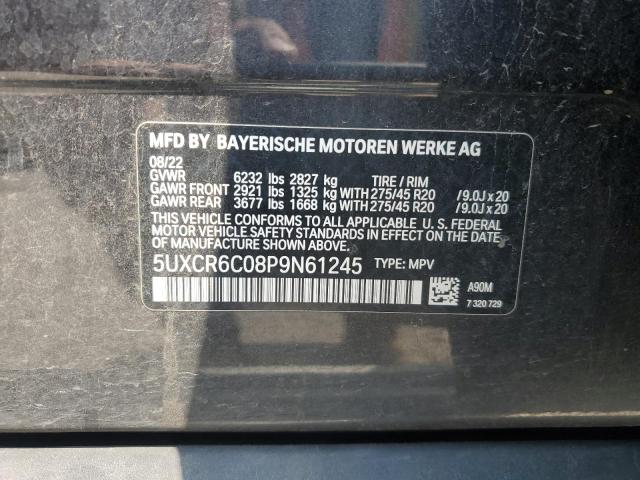 MFD BY BAYERISCHE MOTOREN WERKE AG
08/22
GVWR 6232 lbs 2827 kg TIRE / RIM
GAWR FRONT 2921 lbs 1325 kg WITH 275/45 R20 /9.0J x 20
GAWR REAR 3677 lbs 1668 kg WITH 275/45 R20 /9.0J x 20
THIS VEHICLE CONFORMS TO ALL APPLICABLE U.S. FEDERAL
MOTOR VEHICLE SAFETY STANDARDS IN EFFECT ON THE DATE
OF MANUFACTURE SHOWN ABOVE.
5UXCR6C08P9N61245 TYPE: MPV
A90M
7 320 729